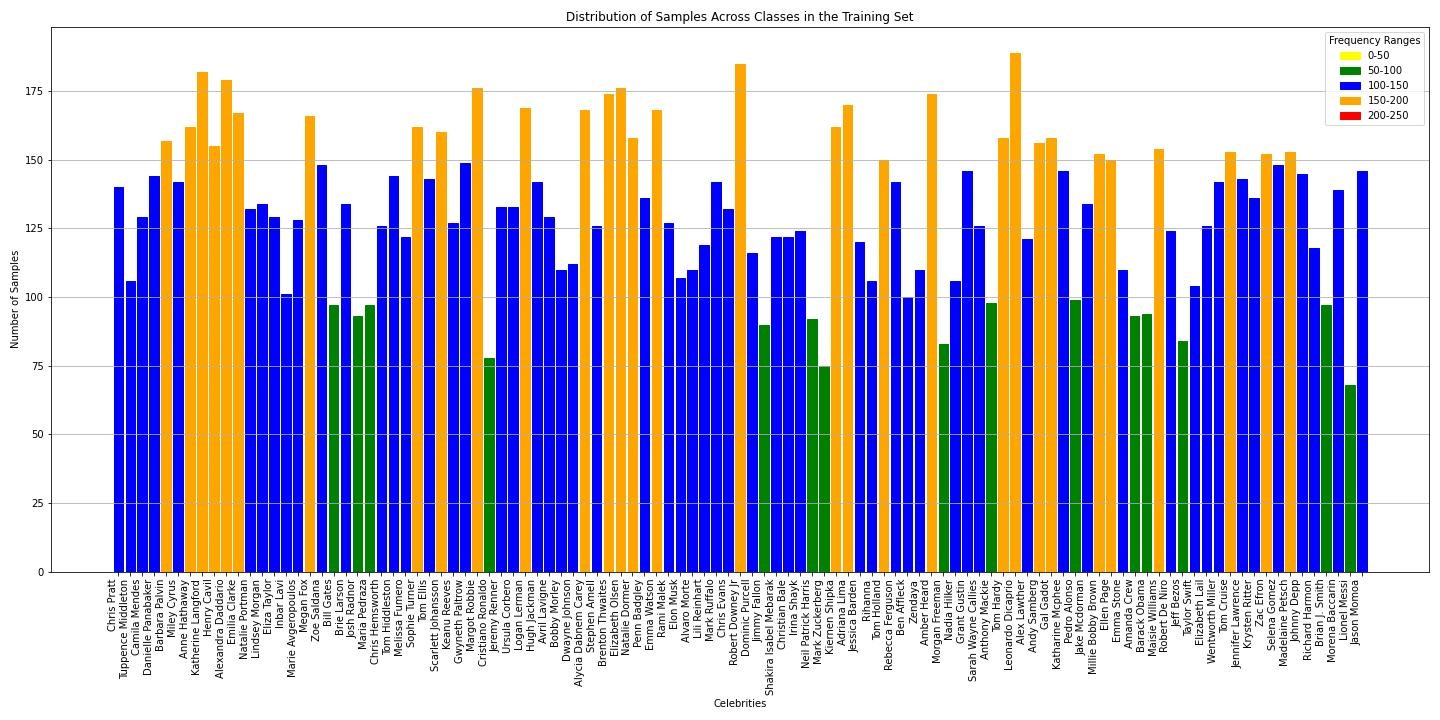 Distribution of Samples Across Classes in the Training Set
Frequency Ranges
0-50
50-100
100-150
150-200
200-250
Number of Samples
175
150
125
100
75
50
25
0
Chris Pratt
Tuppence Middleton
Camila Mendes
Danielle Panabaker
Barbara Palvin
Miley Cyrus
Anne Hathaway
Katherine Langford
Henry Cavil
Alexandra Daddario
Emilia Clarke
Natalie Portman
Lindsey Morgan
Eliza Taylor
Inbar Lavi
Marie Avgeropoulos
Megan Fox
Zoe Saldana
Bill Gates
Brie Larson
Josh Radnor
Maria Pedraza
Chris Hemsworth
Tom Hiddleston
Melissa Fumero
Sophie Turner
Tom Ellis
Scarlett Johansson
Keanu Reeves
Gwyneth Paltrow
Margot Robbie
Cristiano Ronaldo
Jeremy Renner
Ursula Corbero
Logan Lerman
Hugh Jackman
Avril Lavigne
Bobby Morley
Dwayne Johnson
Alycia Dabnem Carey
Stephen Amell
Brenton Thwaites
Elizabeth Olsen
Natalie Dormer
Penn Badgley
Emma Watson
Rami Malek
Elon Musk
Alvaro Morte
Lili Reinhart
Mark Ruffalo
Chris Evans
Robert Downey Jr
Dominic Purcell
Jimmy Fallon
Shakira Isabel Mebarak
Christian Bale
Irina Shayk
Neil Patrick Harris
Mark Zuckerberg
Kiernen Shipka
Adriana Lima
Jessica Barden
Rihanna
Tom Holland
Rebecca Ferguson
Ben Affleck
Zendaya
Amber Heard
Morgan Freeman
Nadia Hilker
Grant Gustin
Sarah Wayne Callies
Anthony Mackie
Tom Hardy
Leonardo Dicaprio
Alex Lawther
Andy Samberg
Gal Gadot
Katharine Mcphee
Pedro Alonso
Jake Mcdorman
Millie Bobby Brown
Ellen Page
Emma Stone
Amanda Crew
Barack Obama
Maisie Williams
Robert De Niro
Jeff Bezos
Taylor Swift
Elizabeth Lail
Wentworth Miller
Tom Cruise
Jennifer Lawrence
Krysten Ritter
Zac Efron
Selena Gomez
Madelaine Petsch
Johnny Depp
Richard Harmon
Brian J. Smith
Morena Baccarin
Lionel Messi
Jason Momoa
Celebrities